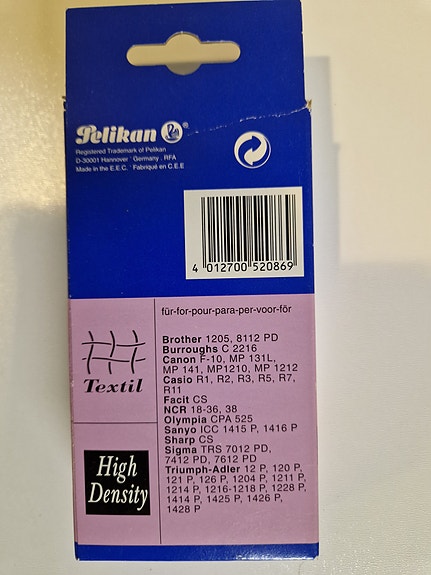 Pelikan
Registered Trademark of Pelikan
D-30001 Hannover · Germany · RFA
Made in the E.E.C. · Fabriqué en C.E.E
4 012700 520869
für-for-pour-para-per-voor-för
Textil
High
Density
Brother 1205, 8112 PD
Burroughs C 2216
Canon F-10, MP 131L,
MP 141, MP1210, MP 1212
Casio R1, R2, R3, R5, R7,
R11
Facit CS
NCR 18-36, 38
Olympia CPA 525
Sanyo ICC 1415 P, 1416 P
Sharp CS
Sigma TRS 7012 PD,
7412 PD, 7612 PD
Triumph-Adler 12 P, 120 P,
121 P, 126 P, 1204 P, 1211 P,
1214 P, 1216-1218 P, 1228 P,
1414 P, 1425 P, 1426 P,
1428 P